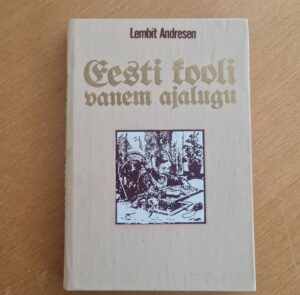 Lembit Andresen
Eesti kooli
vanem ajalugu